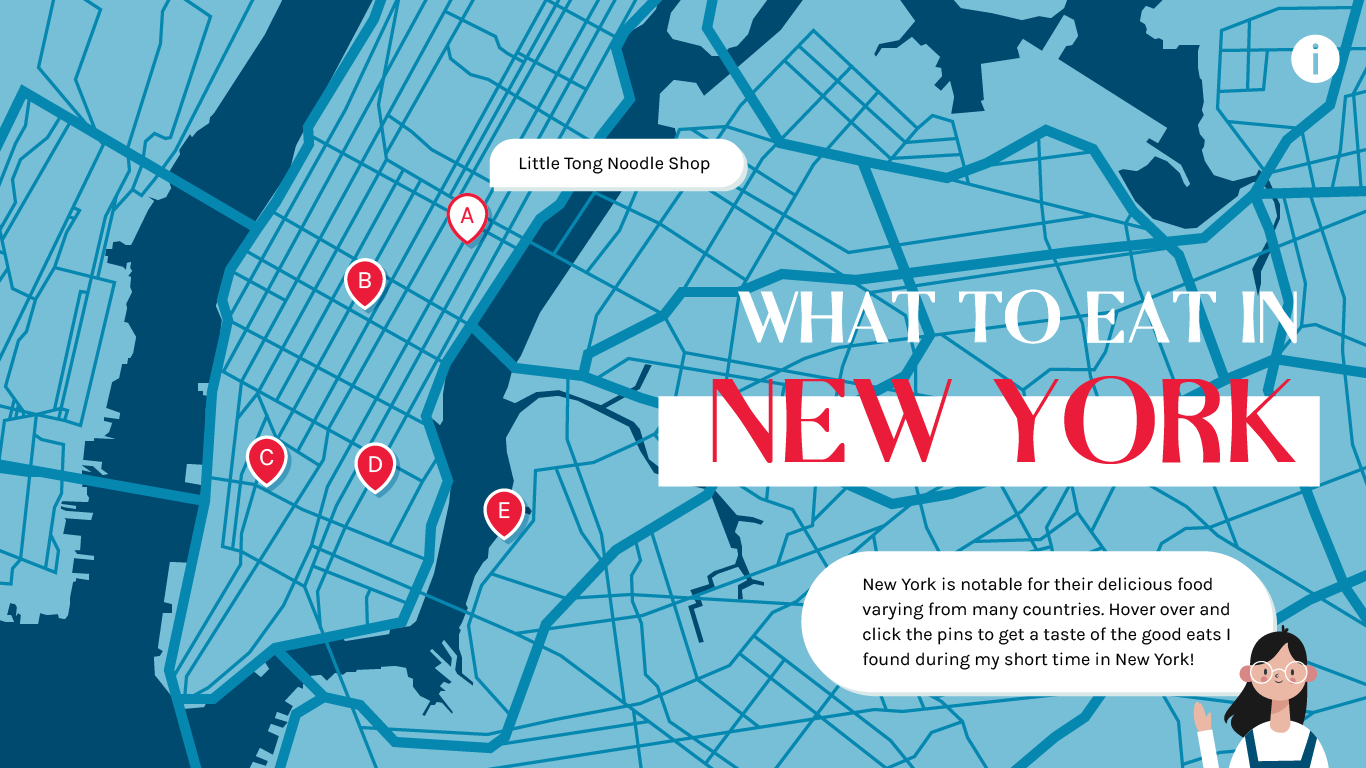 i
Little Tong Noodle Shop
A
B
WHAT TO EAT IN
NEW YORK
C
D
E
New York is notable for their delicious food
varying from many countries. Hover over and
click the pins to get a taste of the good eats I
found during my short time in New York!